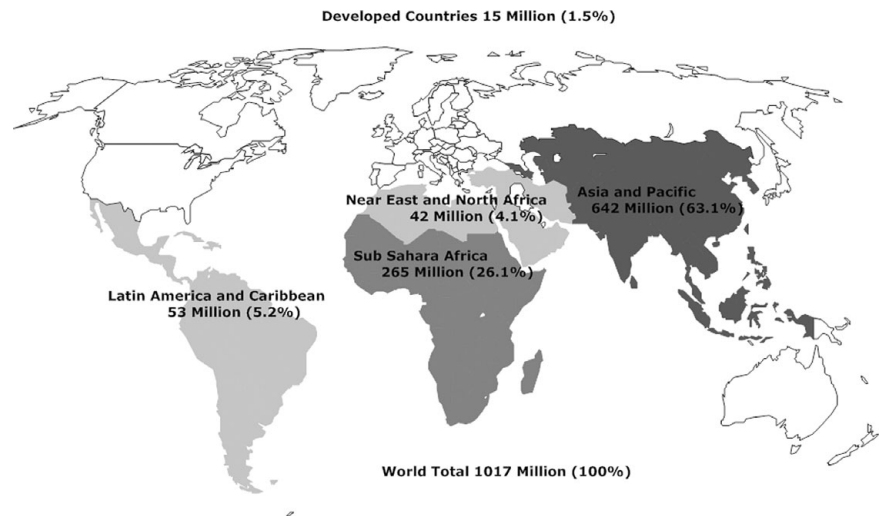 Developed Countries 15 Million (1.5%)
Near East and North Africa
42 Million (4.1%)
Asia and Pacific
642 Million (63.1%)
Sub Sahara Africa
265 Million (26.1%)
Latin America and Caribbean
53 Million (5.2%)
World Total 1017 Million (100%)